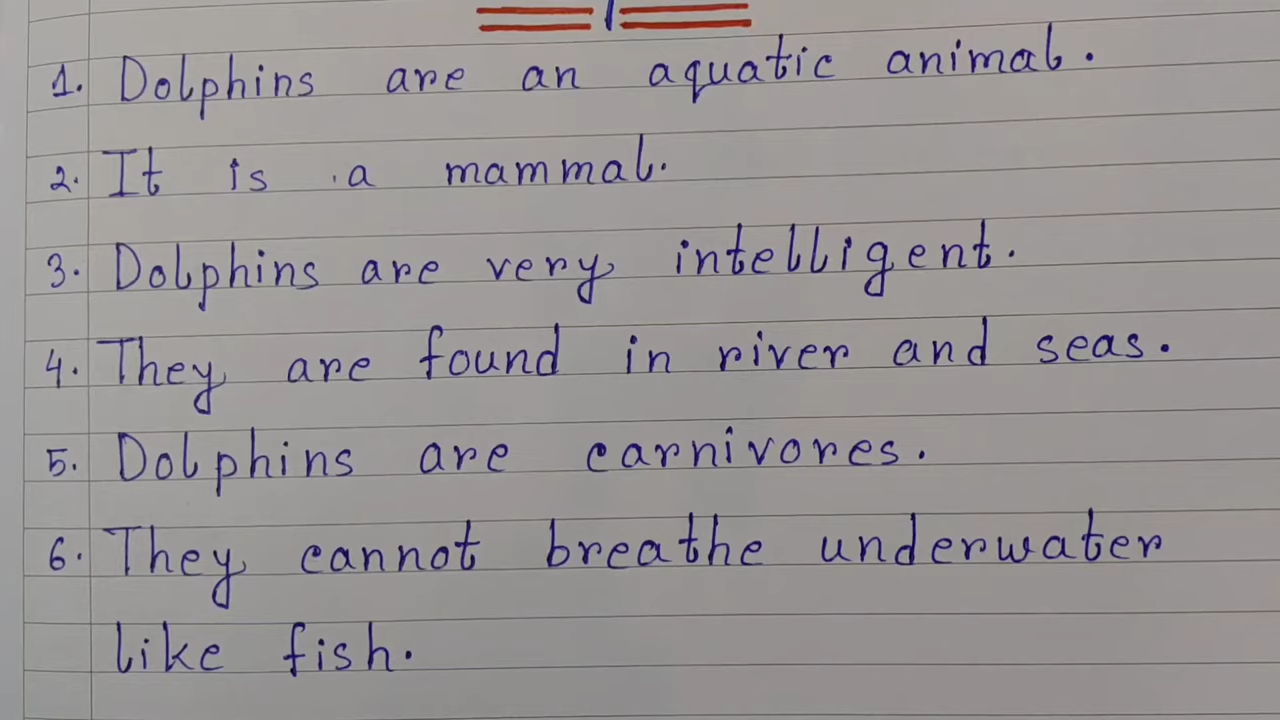 1. Dolphins are an aquatic animal.
2. It is a mammal.
3. Dolphins are very intelligent.
4. They are found in river and seas.
5. Dolphins are carnivores.
6. They cannot breathe underwater
like fish.